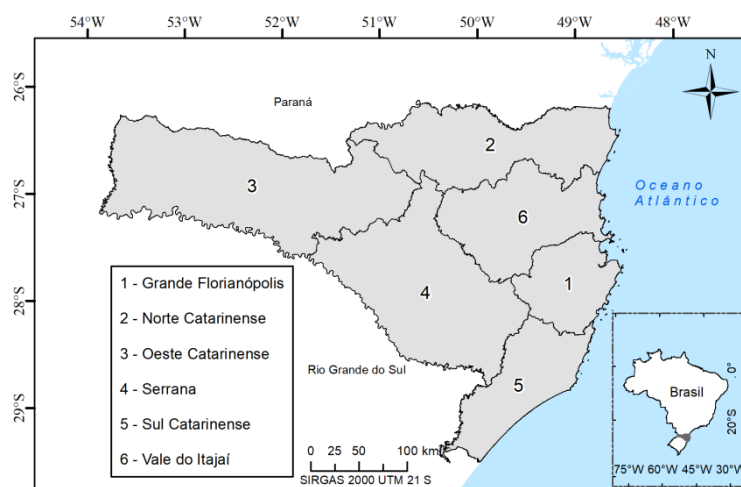 54°W 53°W 52°W 51°W 50°W 49°W 48°W
26°S
27°S
28°S
29°S
N
Paraná
2
3
6
Oceano
Atlântico
1
4
5
Rio Grande do Sul
1 - Grande Florianópolis
2 - Norte Catarinense
3 - Oeste Catarinense
4 - Serrana
5 - Sul Catarinense
6 - Vale do Itajaí
0 25 50 100 km
SIRGAS 2000 UTM 21 S
Brasil
0°
20°S
75°W 60°W 45°W 30°W